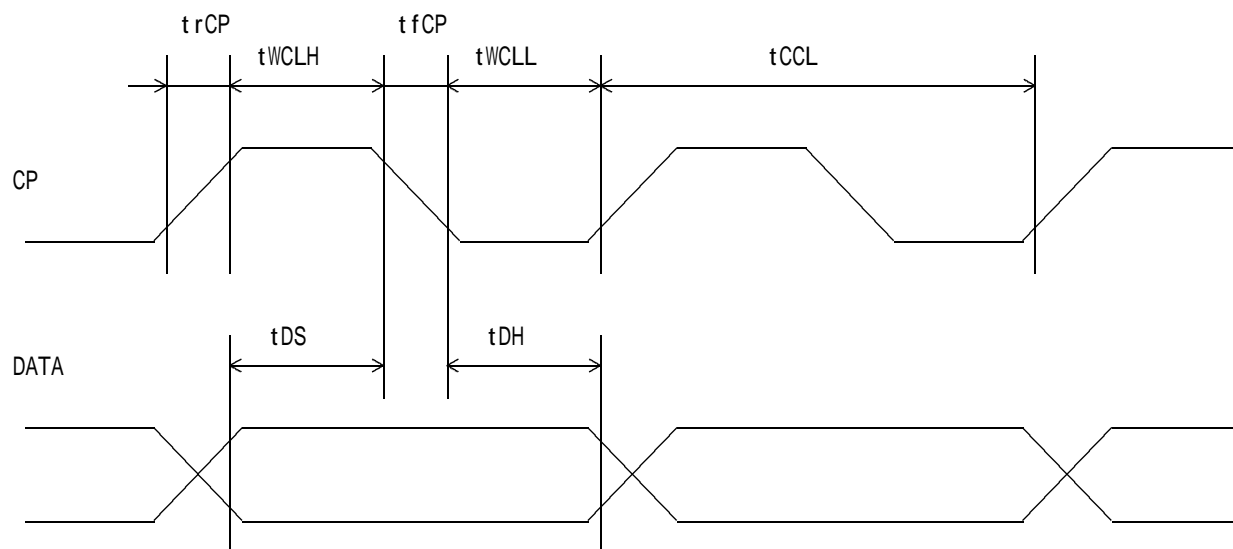 trCP
tfCP
tWCLH
tWCLL
tCCL
CP
tDS
tDH
DATA